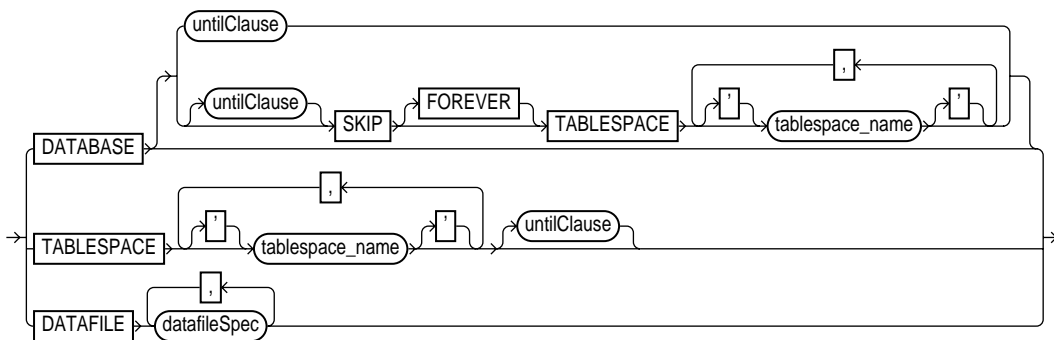 untilClause
,
untilClause SKIP FOREVER TABLESPACE ' tablespace_name '
DATABASE
,
TABLESPACE ' tablespace_name ' untilClause
,
DATAFILE datafileSpec